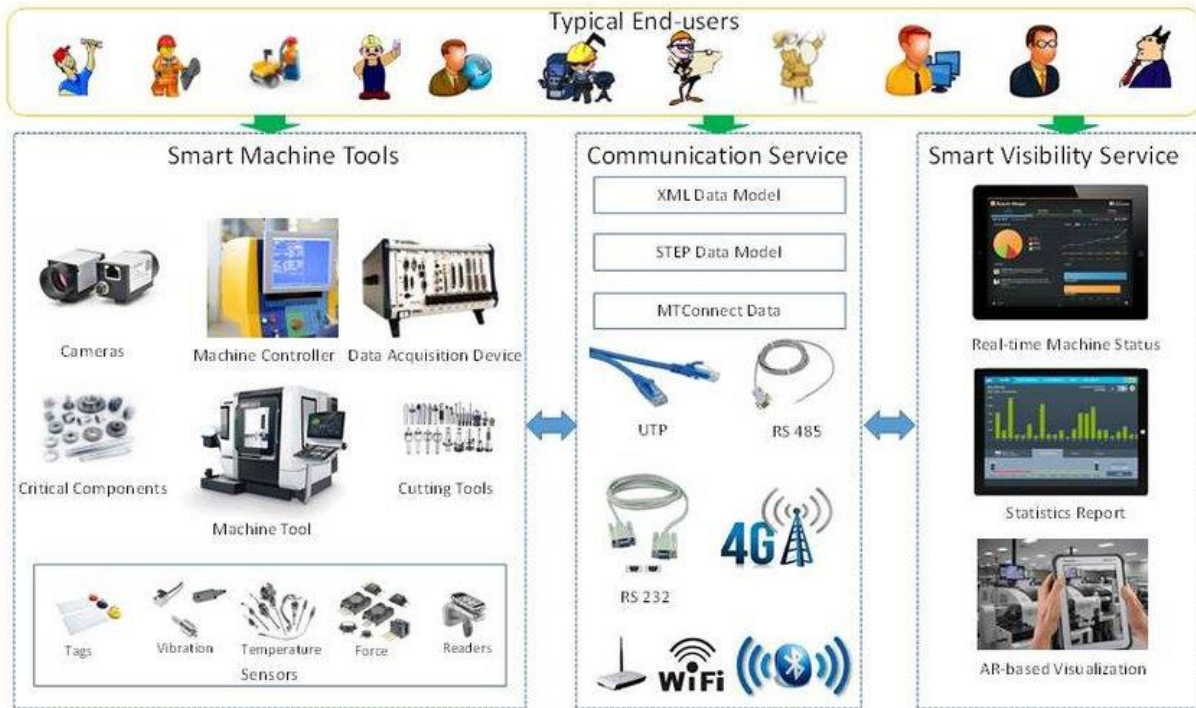 Typical End-users
Smart Machine Tools
Cameras
Machine Controller
Data Acquisition Device
Critical Components
Machine Tool
Cutting Tools
Tags
Vibration
Temperature
Force
Readers
Sensors
Communication Service
XML Data Model
STEP Data Model
MTConnect Data
UTP
RS 485
RS 232
4G
WiFi
Smart Visibility Service
Real-time Machine Status
Statistics Report
AR-based Visualization